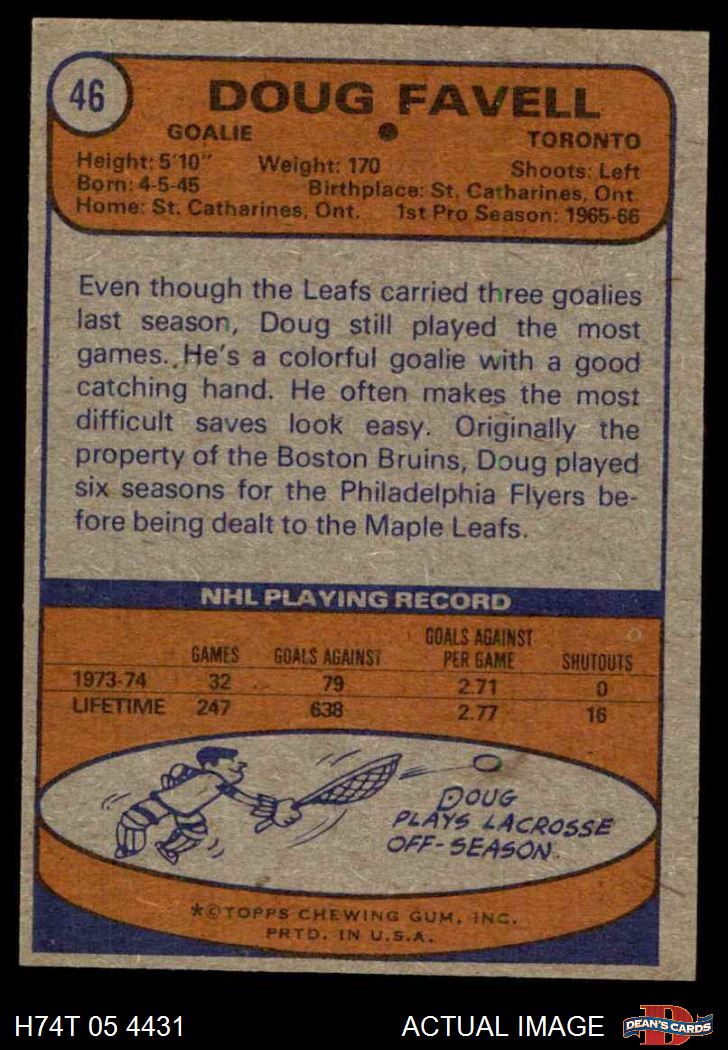 46
DOUG FAVELL
GOALIE TORONTO
Height: 5'10" Weight: 170 Shoots: Left
Born: 4-5-45 Birthplace: St. Catharines, Ont.
Home: St. Catharines, Ont. 1st Pro Season: 1965-66
Even though the Leafs carried three goalies
last season, Doug still played the most
games. He's a colorful goalie with a good
catching hand. He often makes the most
difficult saves look easy. Originally the
property of the Boston Bruins, Doug played
six seasons for the Philadelphia Flyers be-
fore being dealt to the Maple Leafs.
NHL PLAYING RECORD
GAMES GOALS AGAINST GOALS AGAINST PER GAME SHUTOUTS
1973-74 32 79 2.71 0
LIFETIME 247 638 2.77 16
DOUG
PLAYS LACROSSE
OFF-SEASON.
*©TOPPS CHEWING GUM, INC.
PRTD. IN U.S.A.
H74T 05 4431 ACTUAL IMAGE D DEAN'S CARDS